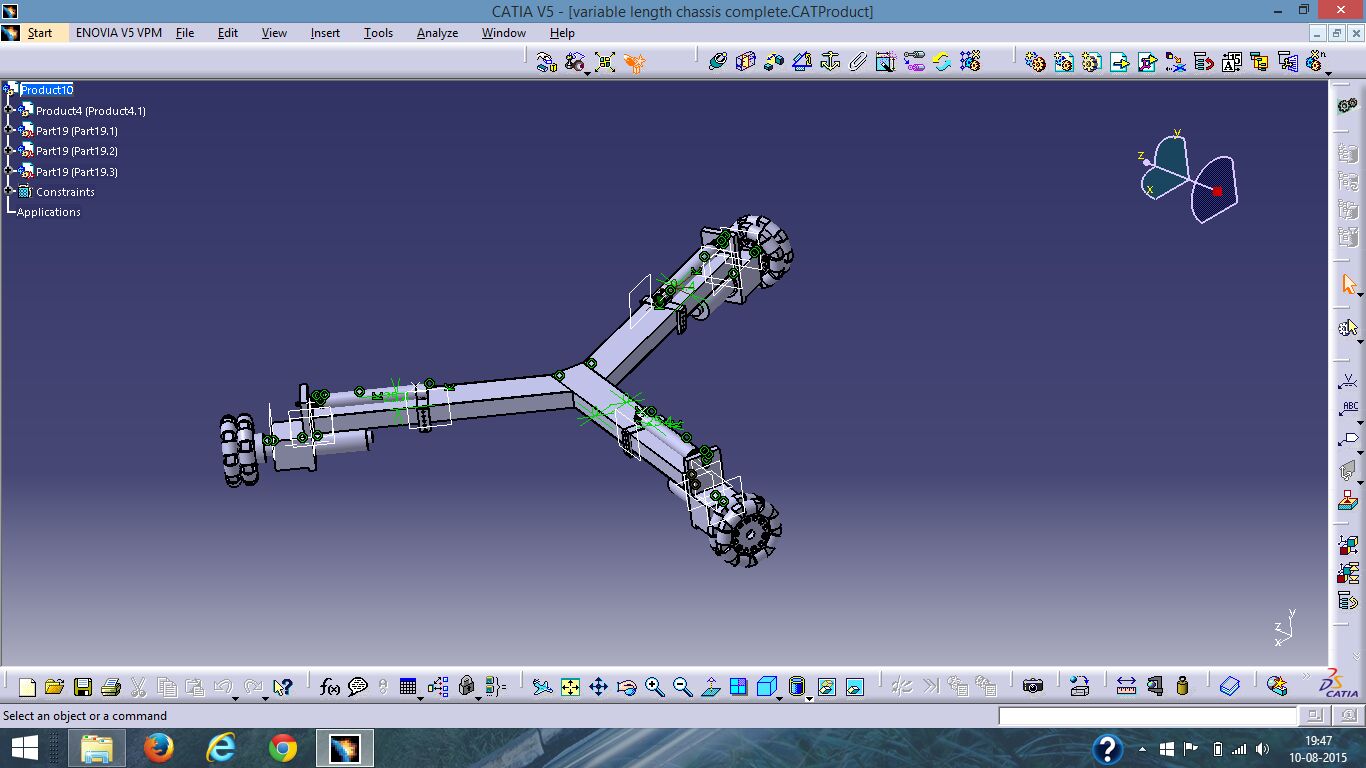 CATIA V5 - [variable length chassis complete.CATProduct]
Start ENOVIA V5 VPM File Edit View Insert Tools Analyze Window Help
Product10
Product4 (Product4.1)
Part19 (Part19.1)
Part19 (Part19.2)
Part19 (Part19.3)
Constraints
Applications
y
z
x
ABC
y
z
x
f(x)
CATIA
Select an object or a command
19:47
10-08-2015